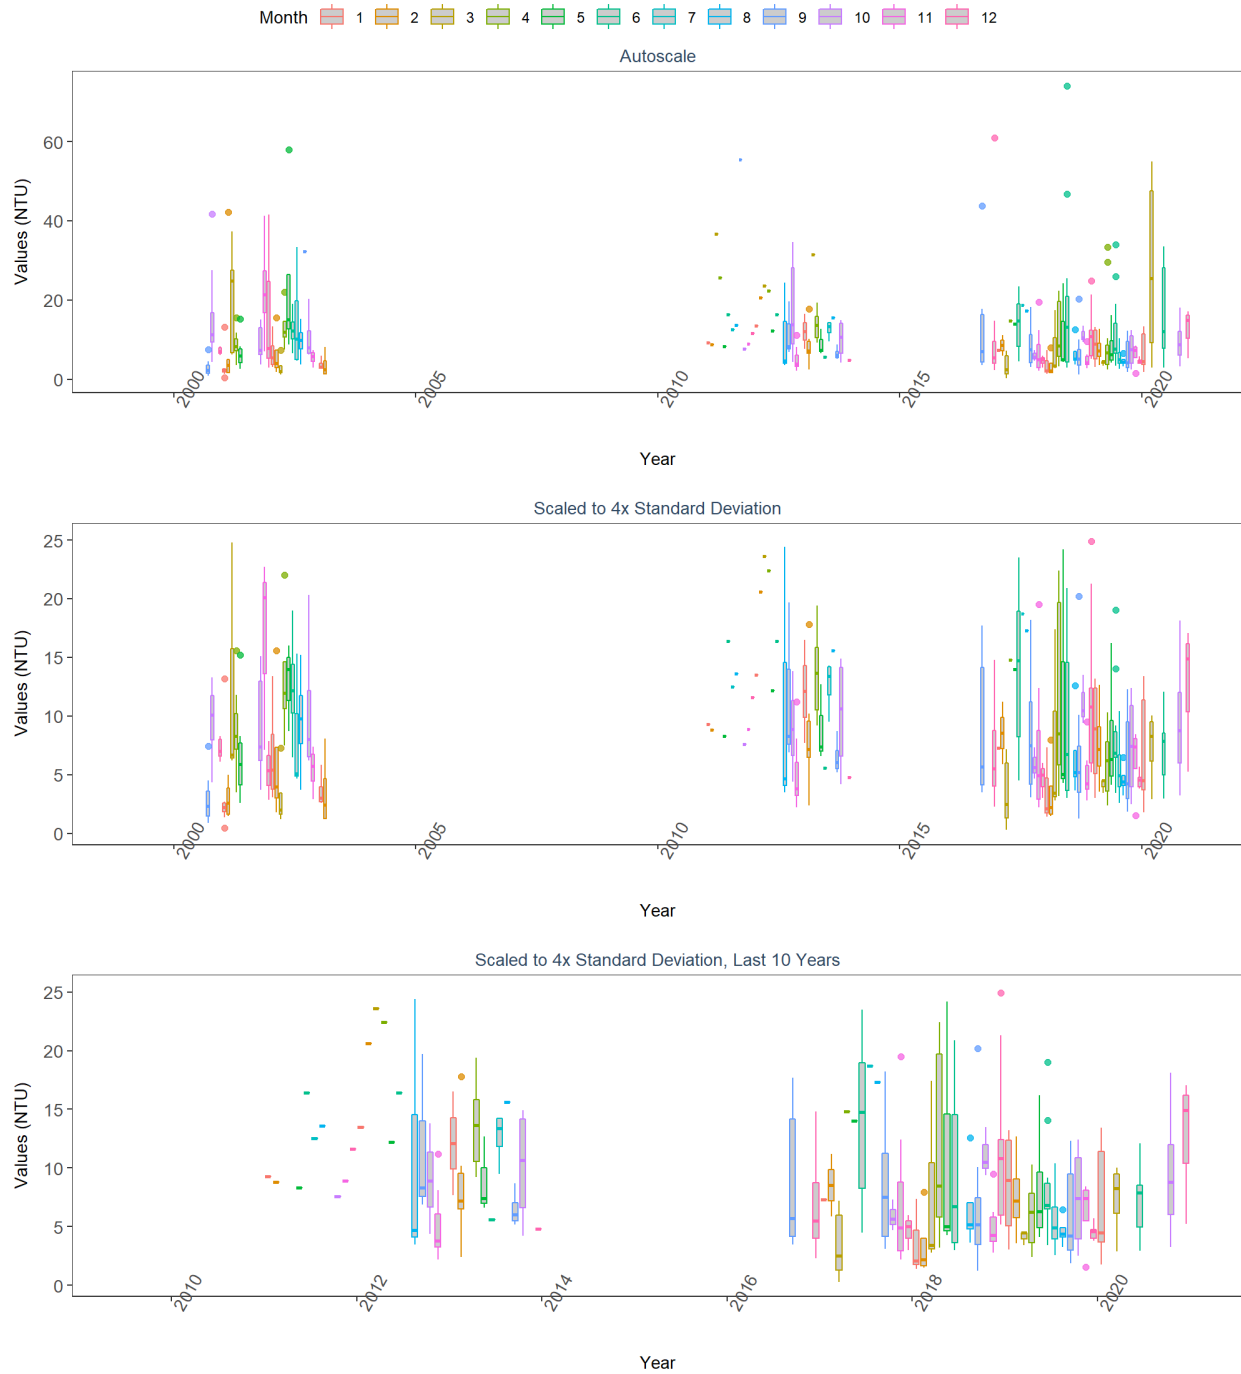 Month 1 2 3 4 5 6 7 8 9 10 11 12
Autoscale
Values (NTU)
60
40
20
0
2000 2005 2010 2015 2020
Year
Scaled to 4x Standard Deviation
Values (NTU)
25
20
15
10
5
0
2000 2005 2010 2015 2020
Year
Scaled to 4x Standard Deviation, Last 10 Years
Values (NTU)
25
20
15
10
5
0
2010 2012 2014 2016 2018 2020
Year